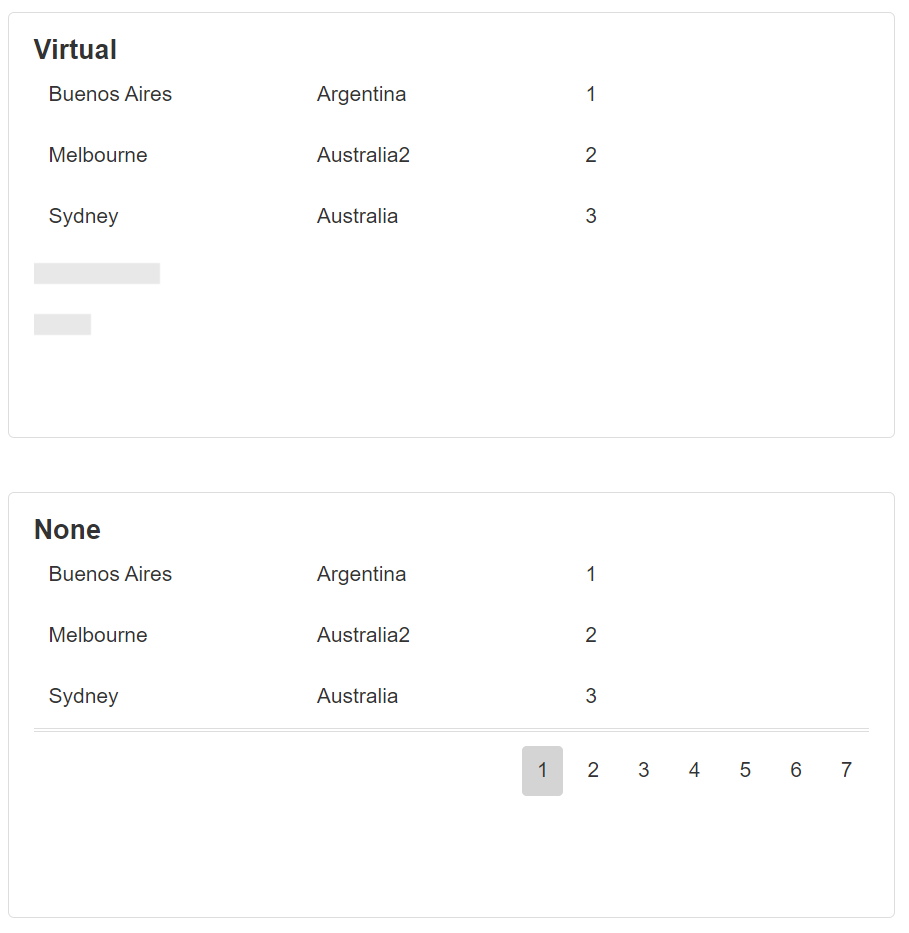 Virtual
Buenos Aires Argentina 1
Melbourne Australia2 2
Sydney Australia 3
None
Buenos Aires Argentina 1
Melbourne Australia2 2
Sydney Australia 3
1 2 3 4 5 6 7